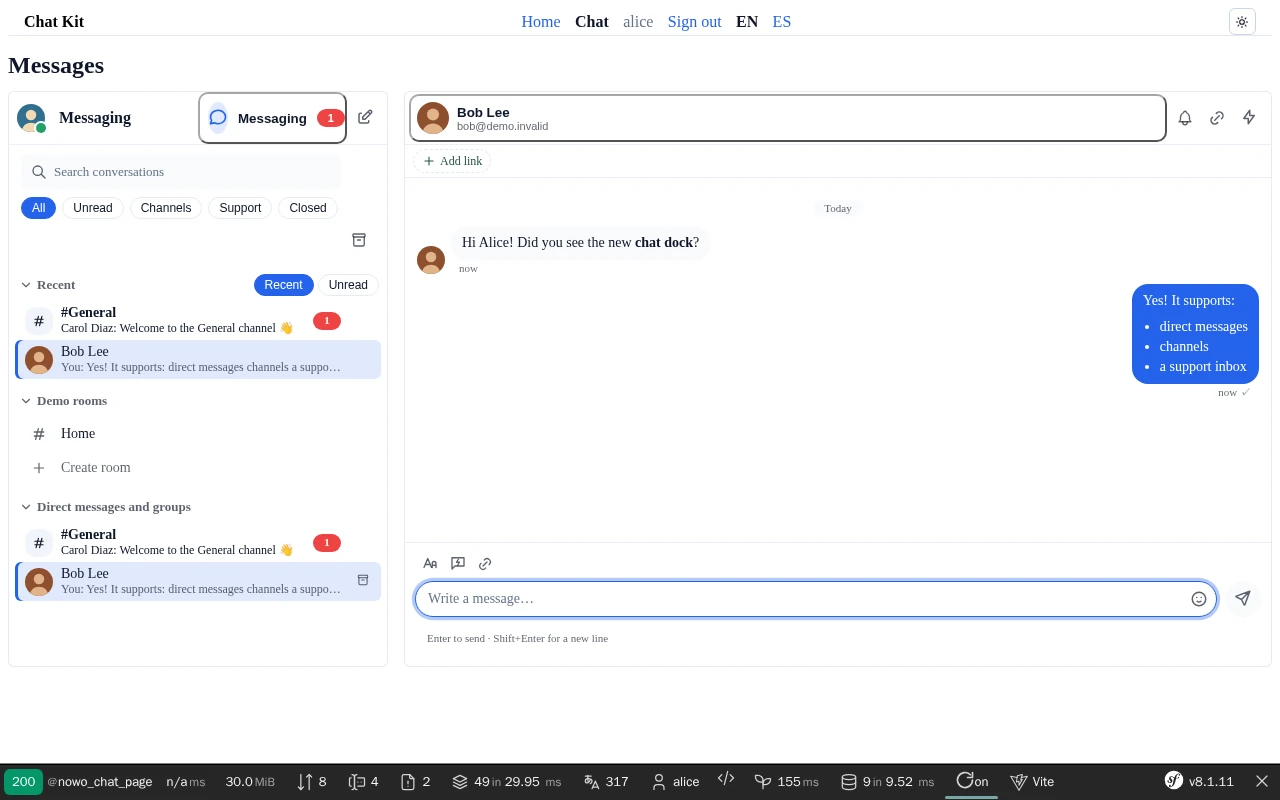 Chat Kit
Home Chat alice Sign out EN ES
Messages
Messaging
Messaging 1
Search conversations
All Unread Channels Support Closed
Recent Recent Unread
#General
Carol Diaz: Welcome to the General channel 👋 1
Bob Lee
You: Yes! It supports: direct messages channels a suppo…
Demo rooms
# Home
+ Create room
Direct messages and groups
#General
Carol Diaz: Welcome to the General channel 👋 1
Bob Lee
You: Yes! It supports: direct messages channels a suppo…
Bob Lee
bob@demo.invalid
+ Add link
Today
Hi Alice! Did you see the new chat dock?
now
Yes! It supports:
• direct messages
• channels
• a support inbox
now ✓
Write a message…
Enter to send · Shift+Enter for a new line
200 @nowo_chat_page n/a ms 30.0 MiB 8 4 2 49 in 29.95 ms 317 alice 155 ms 9 in 9.52 ms on Vite v8.1.11